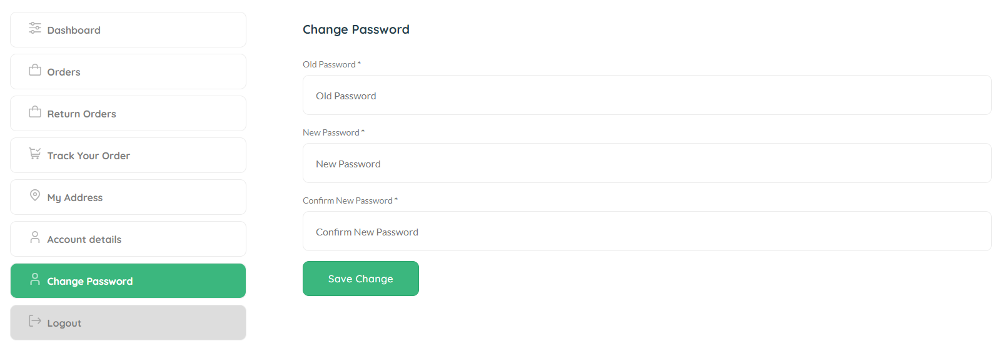 Dashboard
Orders
Return Orders
Track Your Order
My Address
Account details
Change Password
Logout
Change Password
Old Password *
Old Password
New Password *
New Password
Confirm New Password *
Confirm New Password
Save Change